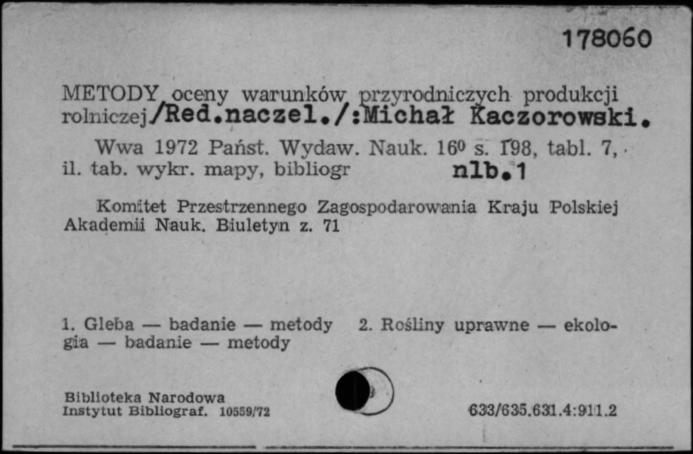 178060
METODY oceny warunków przyrodniczych produkcji
rolniczej/Red.naczel./:Michał Kaczorowski.
Wwa 1972 Państ. Wydaw. Nauk. 16⁰ s. 198, tabl. 7,
il. tab. wykr. mapy, bibliogr nlb.1
Komitet Przestrzennego Zagospodarowania Kraju Polskiej
Akademii Nauk. Biuletyn z. 71
1. Gleba — badanie — metody 2. Rośliny uprawne — ekolo-
gia — badanie — metody
Biblioteka Narodowa
Instytut Bibliograf. 10559/72 633/635.631.4:911.2